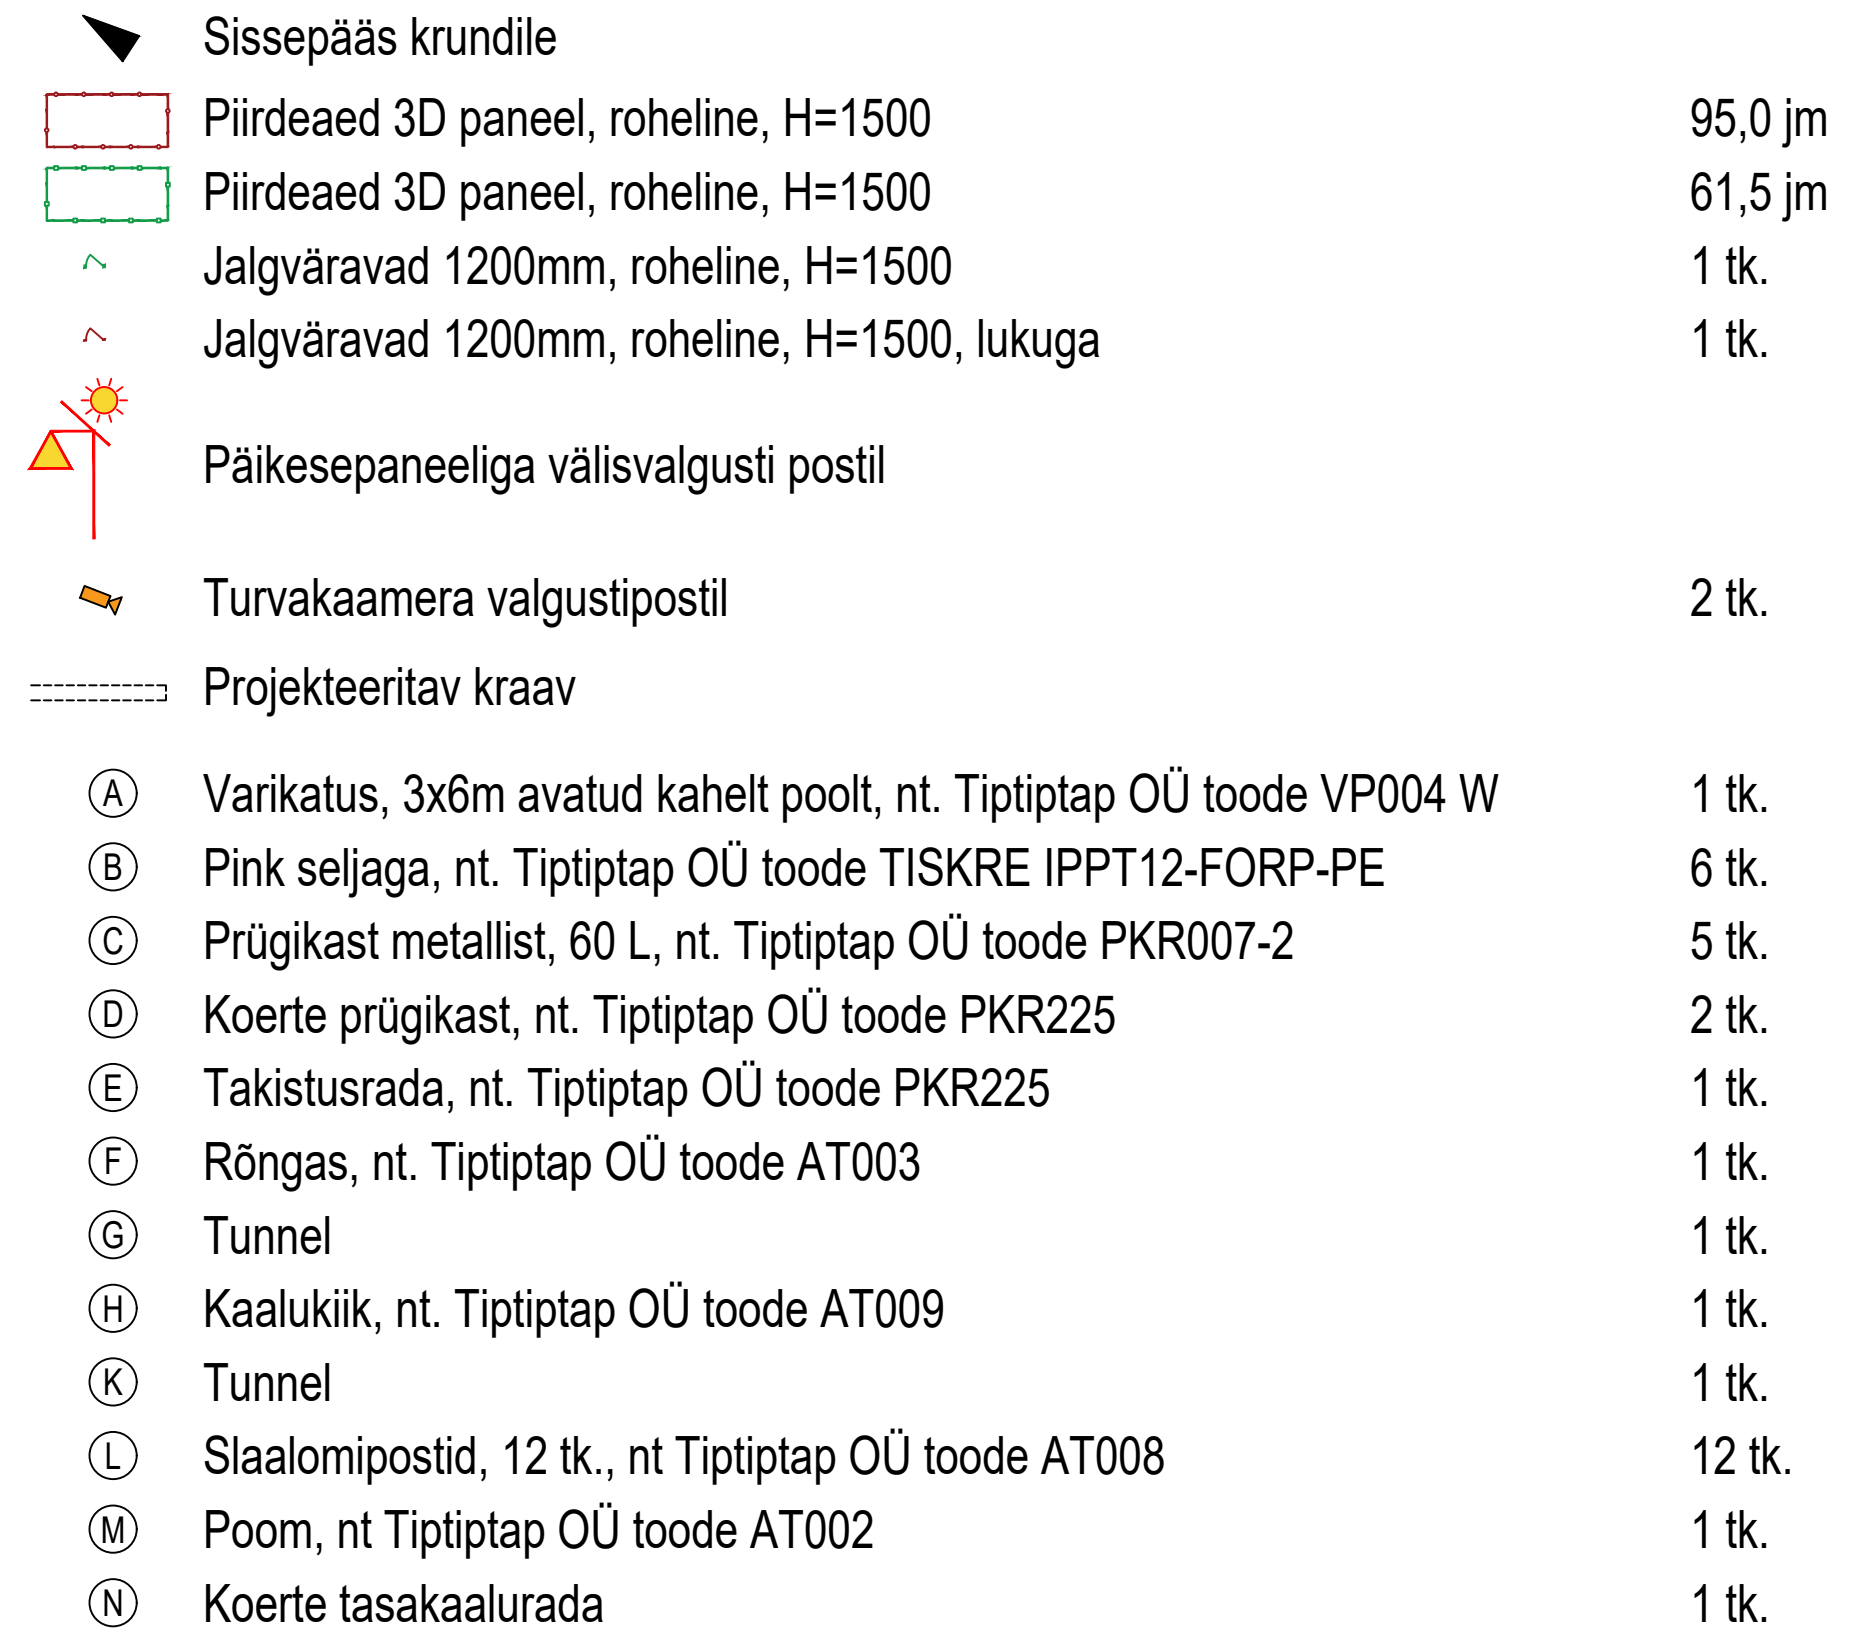 Sissepääs krundile
Piirdeaed 3D paneel, roheline, H=1500 95,0 jm
Piirdeaed 3D paneel, roheline, H=1500 61,5 jm
Jalgväravad 1200mm, roheline, H=1500 1 tk.
Jalgväravad 1200mm, roheline, H=1500, lukuga 1 tk.
Päikesepaneeliga välisvalgusti postil
Turvakaamera valgustipostil 2 tk.
Projekteeritav kraav
A Varikatus, 3x6m avatud kahelt poolt, nt. Tiptiptap OÜ toode VP004 W 1 tk.
B Pink seljaga, nt. Tiptiptap OÜ toode TISKRE IPPT12-FORP-PE 6 tk.
C Prügikast metallist, 60 L, nt. Tiptiptap OÜ toode PKR007-2 5 tk.
D Koerte prügikast, nt. Tiptiptap OÜ toode PKR225 2 tk.
E Takistusrada, nt. Tiptiptap OÜ toode PKR225 1 tk.
F Rõngas, nt. Tiptiptap OÜ toode AT003 1 tk.
G Tunnel 1 tk.
H Kaalukiik, nt. Tiptiptap OÜ toode AT009 1 tk.
K Tunnel 1 tk.
L Slaalomipostid, 12 tk., nt Tiptiptap OÜ toode AT008 12 tk.
M Poom, nt Tiptiptap OÜ toode AT002 1 tk.
N Koerte tasakaalurada 1 tk.